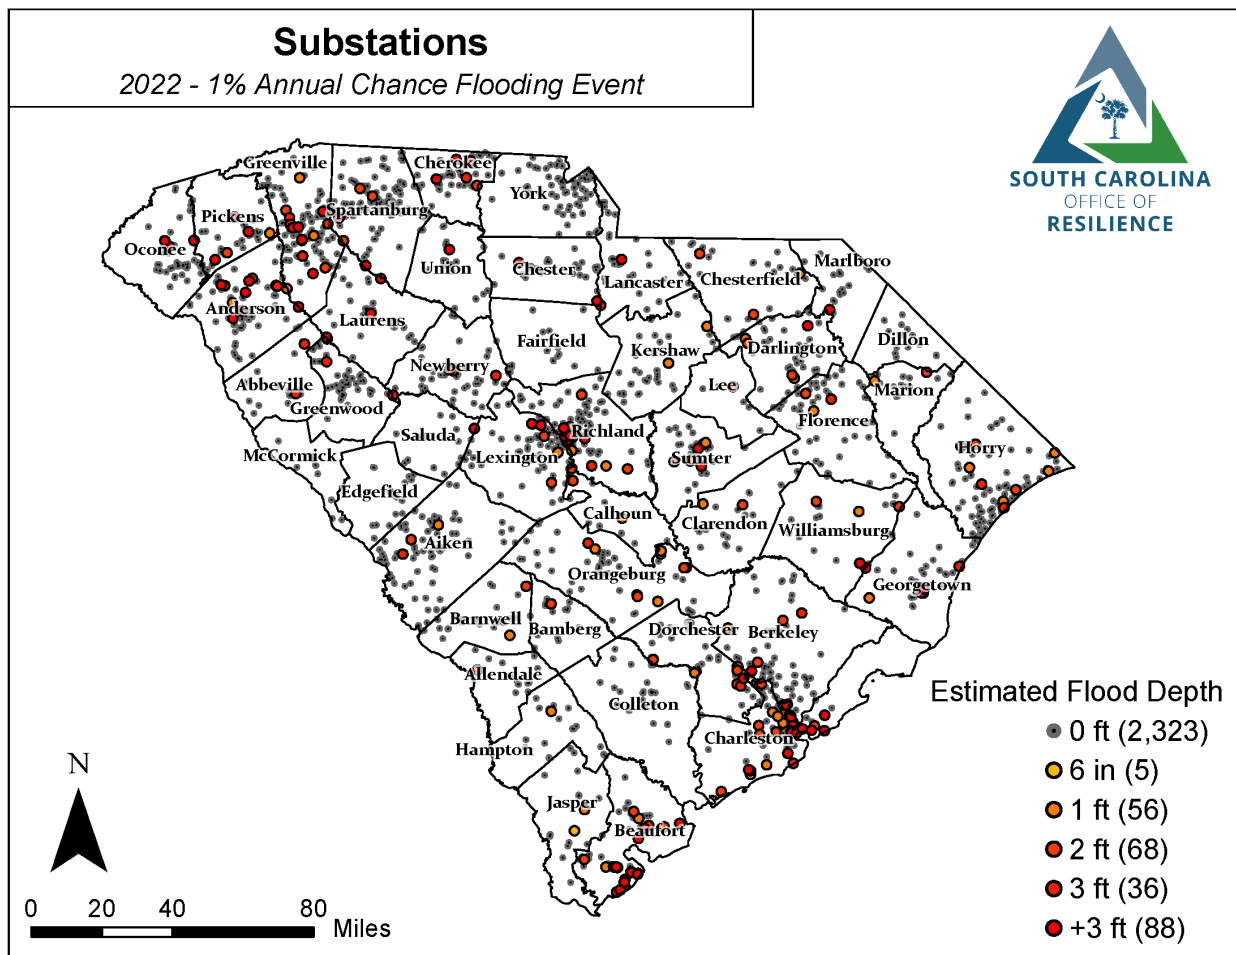 Substations
2022 - 1% Annual Chance Flooding Event
SOUTH CAROLINA
OFFICE OF
RESILIENCE
Greenville
Cherokee
York
Pickens
Spartanburg
Oconee
Union
Chester
Lancaster
Chesterfield
Marlboro
Anderson
Laurens
Fairfield
Kershaw
Darlington
Dillon
Newberry
Abbeville
Greenwood
Lee
Marion
Florence
Saluda
Richland
Horry
McCormick
Lexington
Sumter
Edgefield
Calhoun
Clarendon
Williamsburg
Aiken
Orangeburg
Georgetown
Barnwell
Bamberg
Dorchester
Berkeley
Allendale
Colleton
Hampton
Charleston
Jasper
Beaufort
Estimated Flood Depth
0 ft (2,323)
6 in (5)
1 ft (56)
2 ft (68)
3 ft (36)
+3 ft (88)
N
0 20 40 80
Miles